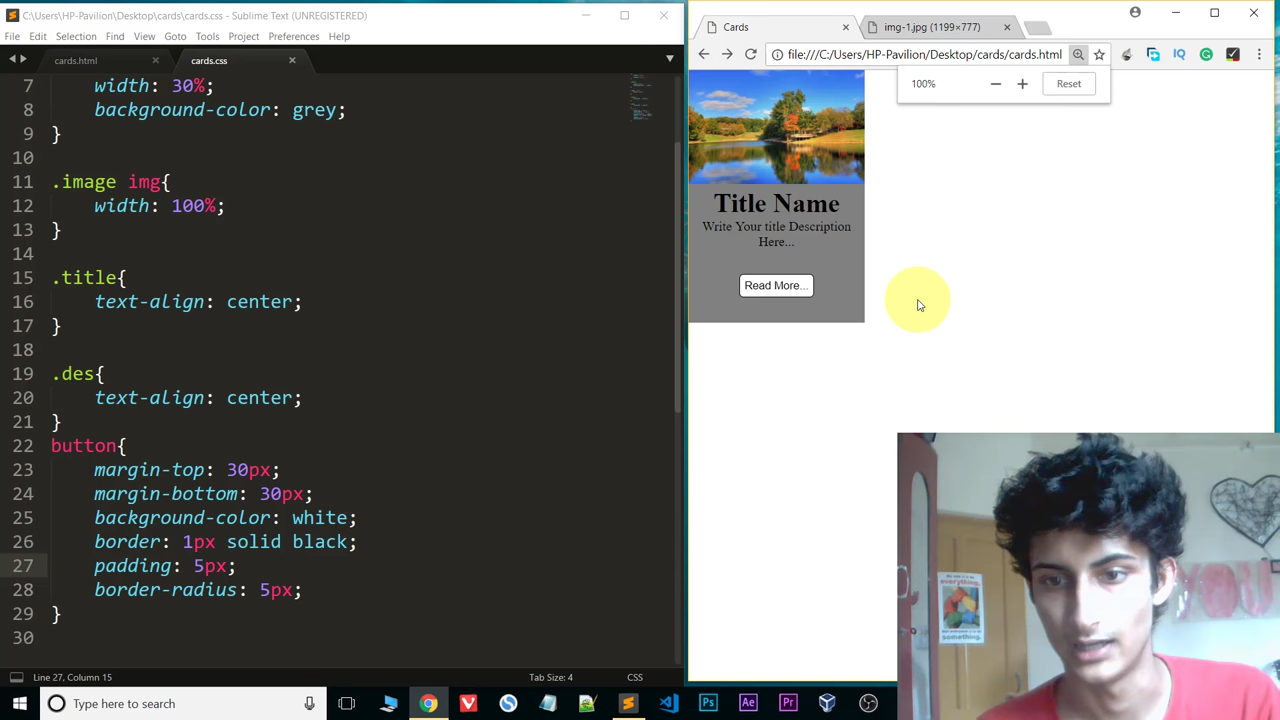 C:\Users\HP-Pavilion\Desktop\cards\cards.css - Sublime Text (UNREGISTERED)
File Edit Selection Find View Goto Tools Project Preferences Help
cards.html
cards.css
7 width: 30%;
8 background-color: grey;
9 }
10
11 .image img{
12 width: 100%;
13 }
14
15 .title{
16 text-align: center;
17 }
18
19 .des{
20 text-align: center;
21 }
22 button{
23 margin-top: 30px;
24 margin-bottom: 30px;
25 background-color: white;
26 border: 1px solid black;
27 padding: 5px;
28 border-radius: 5px;
29 }
30
Line 27, Column 15
Tab Size: 4
CSS
Cards
img-1.jpg (1199×777)
file:///C:/Users/HP-Pavilion/Desktop/cards/cards.html
IQ
100%
Reset
Title Name
Write Your title Description
Here...
Read More...
everything.
something.
Type here to search
Ps
Ae
Pr